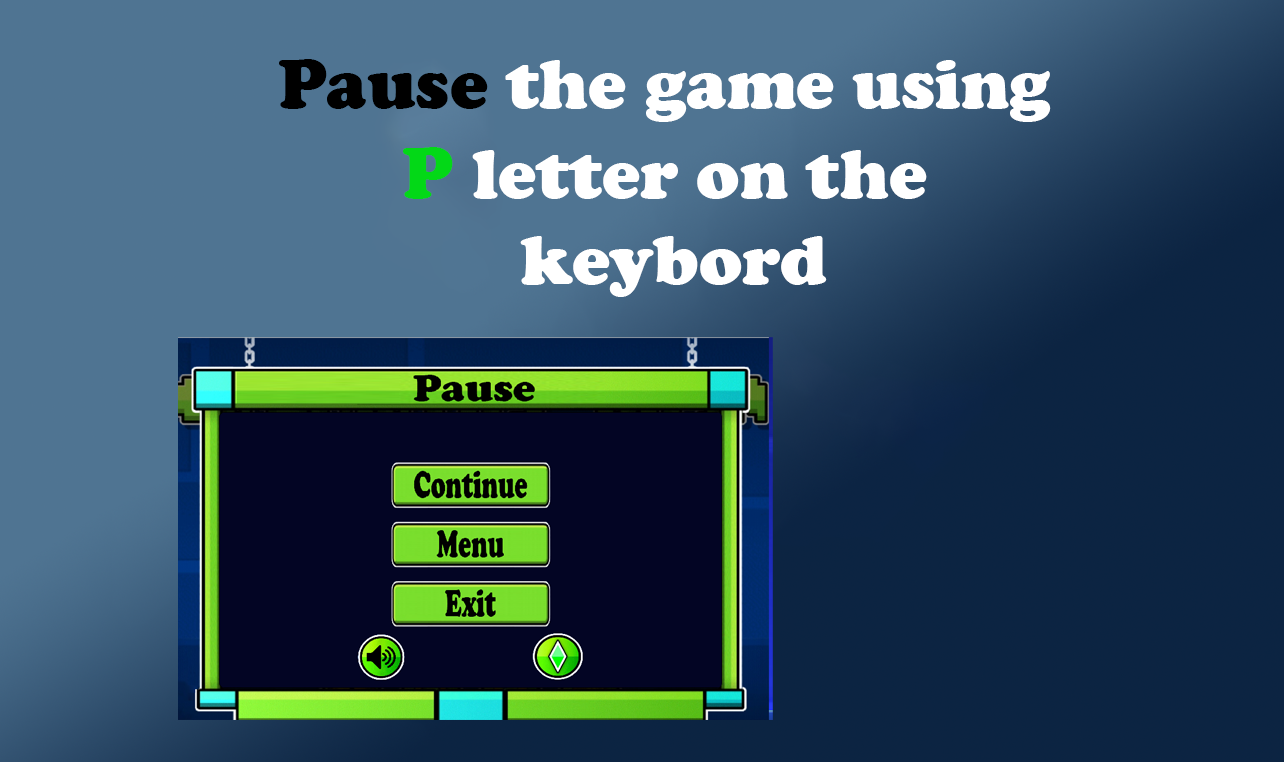 Pause the game using
P letter on the
keybord
Pause
Continue
Menu
Exit